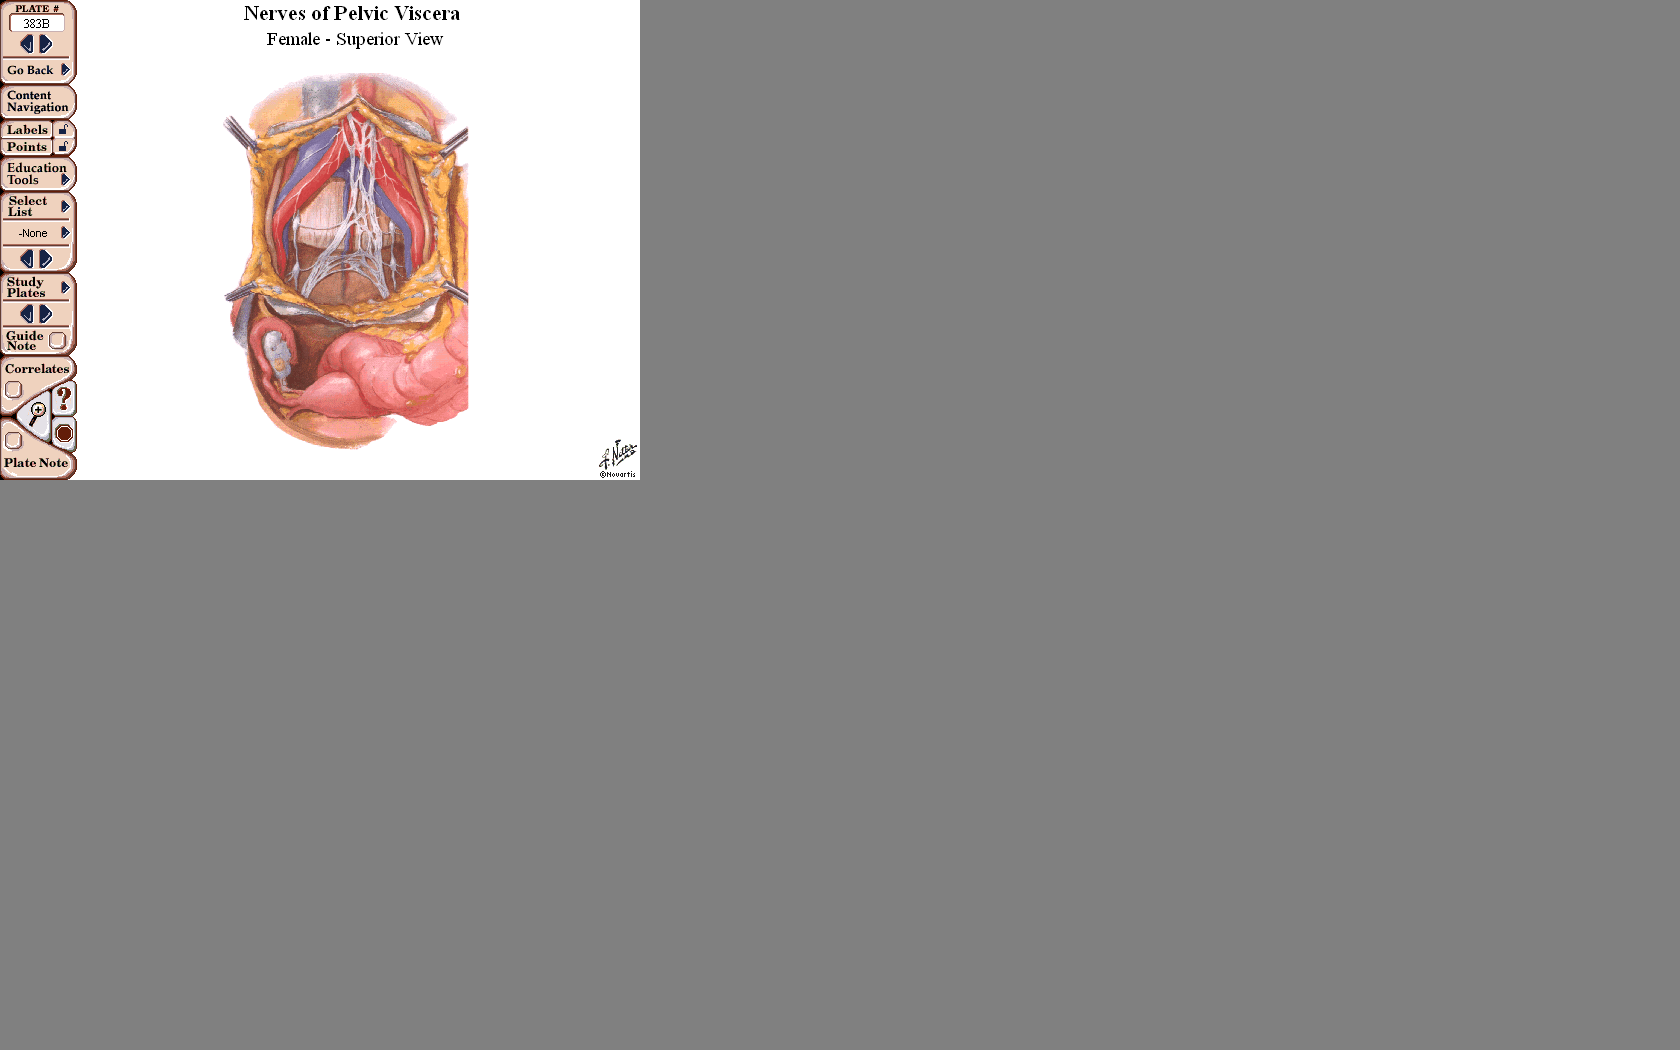 PLATE #
383B
Go Back
Content
Navigation
Labels
Points
Education
Tools
Select
List
-None
Study
Plates
Guide
Note
Correlates
?
Plate Note
Nerves of Pelvic Viscera
Female - Superior View
F. Netter
©Novartis